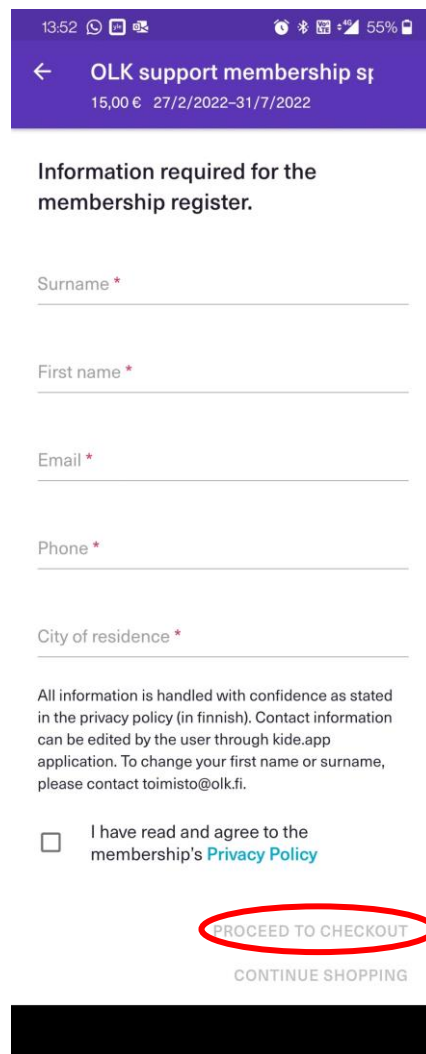 13:52 55%
OLK support membership sp
15,00 € 27/2/2022–31/7/2022
Information required for the
membership register.
Surname *
First name *
Email *
Phone *
City of residence *
All information is handled with confidence as stated
in the privacy policy (in finnish). Contact information
can be edited by the user through kide.app
application. To change your first name or surname,
please contact toimisto@olk.fi.
I have read and agree to the
membership's Privacy Policy
PROCEED TO CHECKOUT
CONTINUE SHOPPING